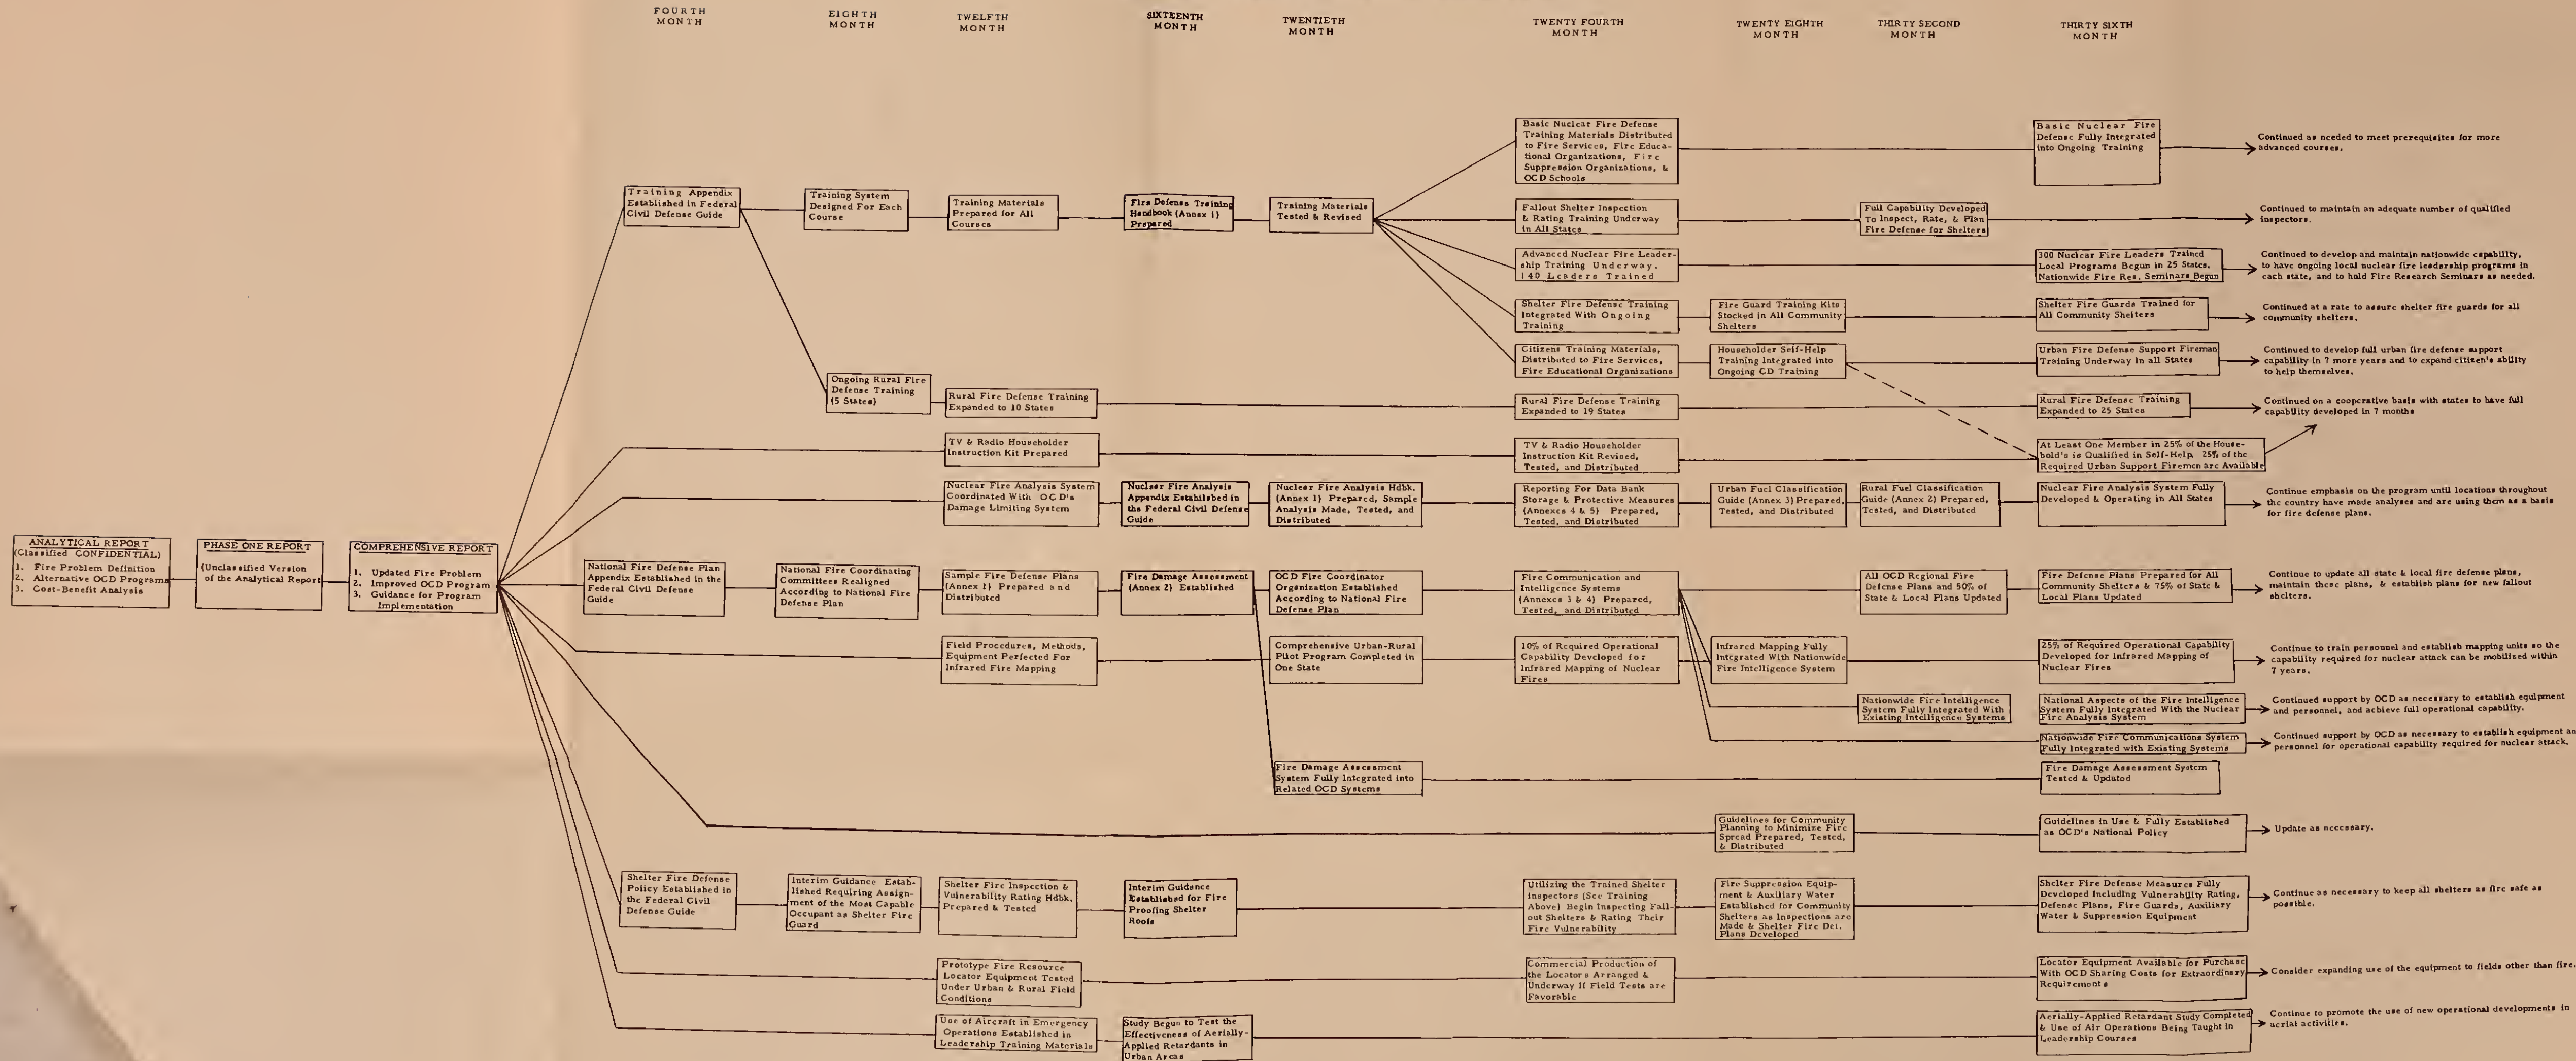 FOURTH
MONTH
EIGHTH
MONTH
TWELFTH
MONTH
SIXTEENTH
MONTH
TWENTIETH
MONTH
TWENTY FOURTH
MONTH
TWENTY EIGHTH
MONTH
THIRTY SECOND
MONTH
THIRTY SIXTH
MONTH
ANALYTICAL REPORT
(Classified CONFIDENTIAL)
1. Fire Problem Definition
2. Alternative OCD Programs
3. Cost-Benefit Analysis
PHASE ONE REPORT
(Unclassified Version
of the Analytical Report
COMPREHENSIVE REPORT
1. Updated Fire Problem
2. Improved OCD Program
3. Guidance for Program
Implementation
Basic Nuclear Fire Defense
Training Materials Distributed
to Fire Services, Fire Educa-
tional Organizations, Fire
Suppression Organizations, &
OCD Schools
Basic Nuclear Fire
Defense Fully Integrated
into Ongoing Training
Continued as needed to meet prerequisites for more
advanced courses.
Training Appendix
Established in Federal
Civil Defense Guide
Training System
Designed For Each
Course
Training Materials
Prepared for All
Courses
Fire Defense Training
Handbook (Annex 1)
Prepared
Training Materials
Tested & Revised
Fallout Shelter Inspection
& Rating Training Underway
in All States
Full Capability Developed
To Inspect, Rate, & Plan
Fire Defense for Shelters
Continued to maintain an adequate number of qualified
inspectors.
Advanced Nuclear Fire Leader-
ship Training Underway.
140 Leaders Trained
300 Nuclear Fire Leaders Trained
Local Programs Begun in 25 States.
Nationwide Fire Res. Seminars Begun
Continued to develop and maintain nationwide capability,
to have ongoing local nuclear fire leadership programs in
each state, and to hold Fire Research Seminars as needed.
Shelter Fire Defense Training
Integrated With Ongoing
Training
Fire Guard Training Kits
Stocked in All Community
Shelters
Shelter Fire Guards Trained for
All Community Shelters
Continued at a rate to assure shelter fire guards for all
community shelters.
Citizens Training Materials,
Distributed to Fire Services,
Fire Educational Organizations
Householder Self-Help
Training Integrated into
Ongoing CD Training
Urban Fire Defense Support Fireman
Training Underway In all States
Continued to develop full urban fire defense support
capability in 7 more years and to expand citizen's ability
to help themselves.
Ongoing Rural Fire
Defense Training
(5 States)
Rural Fire Defense Training
Expanded to 10 States
Rural Fire Defense Training
Expanded to 19 States
Rural Fire Defense Training
Expanded to 25 States
Continued on a cooperative basis with states to have full
capability developed in 7 months
TV & Radio Householder
Instruction Kit Prepared
TV & Radio Householder
Instruction Kit Revised,
Tested, and Distributed
At Least One Member in 25% of the House-
hold's is Qualified in Self-Help. 25% of the
Required Urban Support Firemen are Available
Nuclear Fire Analysis System
Coordinated With OCD's
Damage Limiting System
Nuclear Fire Analysis
Appendix Established in
the Federal Civil Defense
Guide
Nuclear Fire Analysis Hdbk.
(Annex 1) Prepared, Sample
Analysis Made, Tested, and
Distributed
Reporting For Data Bank
Storage & Protective Measures
(Annexes 4 & 5) Prepared,
Tested, and Distributed
Urban Fuel Classification
Guide (Annex 3) Prepared,
Tested, and Distributed
Rural Fuel Classification
Guide (Annex 2) Prepared,
Tested, and Distributed
Nuclear Fire Analysis System Fully
Developed & Operating in All States
Continue emphasis on the program until locations throughout
the country have made analyses and are using them as a basis
for fire defense plans.
National Fire Defense Plan
Appendix Established in the
Federal Civil Defense
Guide
National Fire Coordinating
Committees Realigned
According to National Fire
Defense Plan
Sample Fire Defense Plans
(Annex 1) Prepared and
Distributed
Fire Damage Assessment
(Annex 2) Established
OCD Fire Coordinator
Organization Established
According to National Fire
Defense Plan
Fire Communication and
Intelligence Systems
(Annexes 3 & 4) Prepared,
Tested, and Distributed
All OCD Regional Fire
Defense Plans and 50% of
State & Local Plans Updated
Fire Defense Plans Prepared for All
Community Shelters & 75% of State &
Local Plans Updated
Continue to update all state & local fire defense plans,
maintain these plans, & establish plans for new fallout
shelters.
Field Procedures, Methods,
Equipment Perfected For
Infrared Fire Mapping
Comprehensive Urban-Rural
Pilot Program Completed in
One State
10% of Required Operational
Capability Developed for
Infrared Mapping of Nuclear
Fires
Infrared Mapping Fully
Integrated With Nationwide
Fire Intelligence System
25% of Required Operational Capability
Developed for Infrared Mapping of
Nuclear Fires
Continue to train personnel and establish mapping units so the
capability required for nuclear attack can be mobilized within
7 years.
Nationwide Fire Intelligence
System Fully Integrated With
Existing Intelligence Systems
National Aspects of the Fire Intelligence
System Fully Integrated With the Nuclear
Fire Analysis System
Continued support by OCD as necessary to establish equipment
and personnel, and achieve full operational capability.
Nationwide Fire Communications System
Fully Integrated with Existing Systems
Continued support by OCD as necessary to establish equipment an
personnel for operational capability required for nuclear attack.
Fire Damage Assessment
System Fully Integrated into
Related OCD Systems
Fire Damage Assessment System
Tested & Updated
Guidelines for Community
Planning to Minimize Fire
Spread Prepared, Tested,
& Distributed
Guidelines in Use & Fully Established
as OCD's National Policy
Update as necessary.
Shelter Fire Defense
Policy Established in
the Federal Civil
Defense Guide
Interim Guidance Estab-
lished Requiring Assign-
ment of the Most Capable
Occupant as Shelter Fire
Guard
Shelter Fire Inspection &
Vulnerability Rating Hdbk.
Prepared & Tested
Interim Guidance
Established for Fire
Proofing Shelter
Roofs
Utilizing the Trained Shelter
Inspectors (See Training
Above) Begin Inspecting Fall-
out Shelters & Rating Their
Fire Vulnerability
Fire Suppression Equip-
ment & Auxiliary Water
Established for Community
Shelters as Inspections are
Made & Shelter Fire Def.
Plans Developed
Shelter Fire Defense Measures Fully
Developed Including Vulnerability Rating,
Defense Plans, Fire Guards, Auxiliary
Water & Suppression Equipment
Continue as necessary to keep all shelters as fire safe as
possible.
Prototype Fire Resource
Locator Equipment Tested
Under Urban & Rural Field
Conditions
Commercial Production of
the Locators Arranged &
Underway If Field Tests are
Favorable
Locator Equipment Available for Purchase
With OCD Sharing Costs for Extraordinary
Requirements
Consider expanding use of the equipment to fields other than fire.
Use of Aircraft in Emergency
Operations Established in
Leadership Training Materials
Study Begun to Test the
Effectiveness of Aerially-
Applied Retardants in
Urban Areas
Aerially-Applied Retardant Study Completed
& Use of Air Operations Being Taught in
Leadership Courses
Continue to promote the use of new operational developments in
aerial activities.